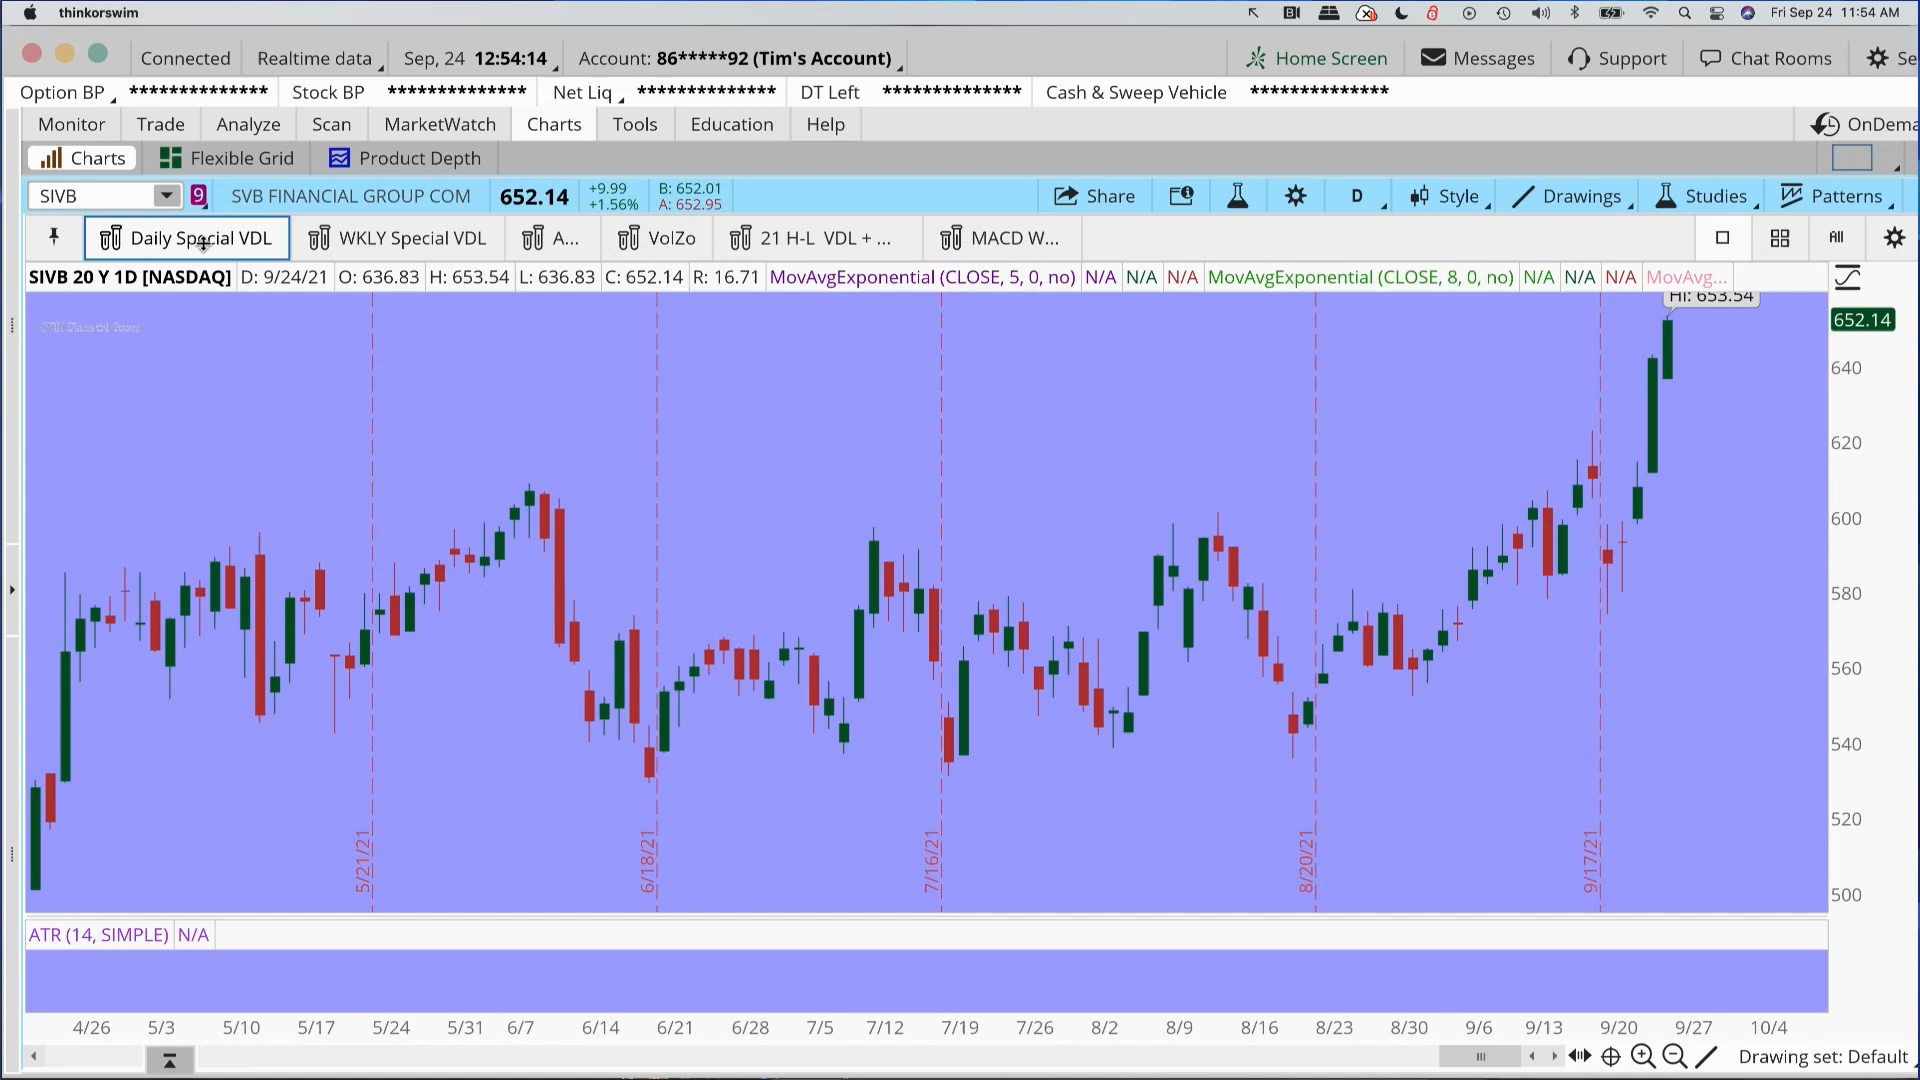 thinkorswim Fri Sep 24 11:54 AM
Connected Realtime data Sep, 24 12:54:14 Account: 86*****92 (Tim's Account) Home Screen Messages Support Chat Rooms Se
Option BP ************** Stock BP ************** Net Liq ************** DT Left ************** Cash & Sweep Vehicle **************
Monitor Trade Analyze Scan MarketWatch Charts Tools Education Help OnDema
Charts Flexible Grid Product Depth
SIVB 9 SVB FINANCIAL GROUP COM 652.14 +9.99 B: 652.01 Share D Style Drawings Studies Patterns
+1.56% A: 652.95
Daily Special VDL WKLY Special VDL A... VolZo 21 H-L VDL + ... MACD W... All
SIVB 20 Y 1D [NASDAQ] D: 9/24/21 O: 636.83 H: 653.54 L: 636.83 C: 652.14 R: 16.71 MovAvgExponential (CLOSE, 5, 0, no) N/A N/A N/A MovAvgExponential (CLOSE, 8, 0, no) N/A N/A N/A MovAvg...
Hi: 653.54
652.14
640
620
600
580
560
540
520
500
5/21/21
6/18/21
7/16/21
8/20/21
9/17/21
ATR (14, SIMPLE) N/A
4/26 5/3 5/10 5/17 5/24 5/31 6/7 6/14 6/21 6/28 7/5 7/12 7/19 7/26 8/2 8/9 8/16 8/23 8/30 9/6 9/13 9/20 9/27 10/4
Drawing set: Default